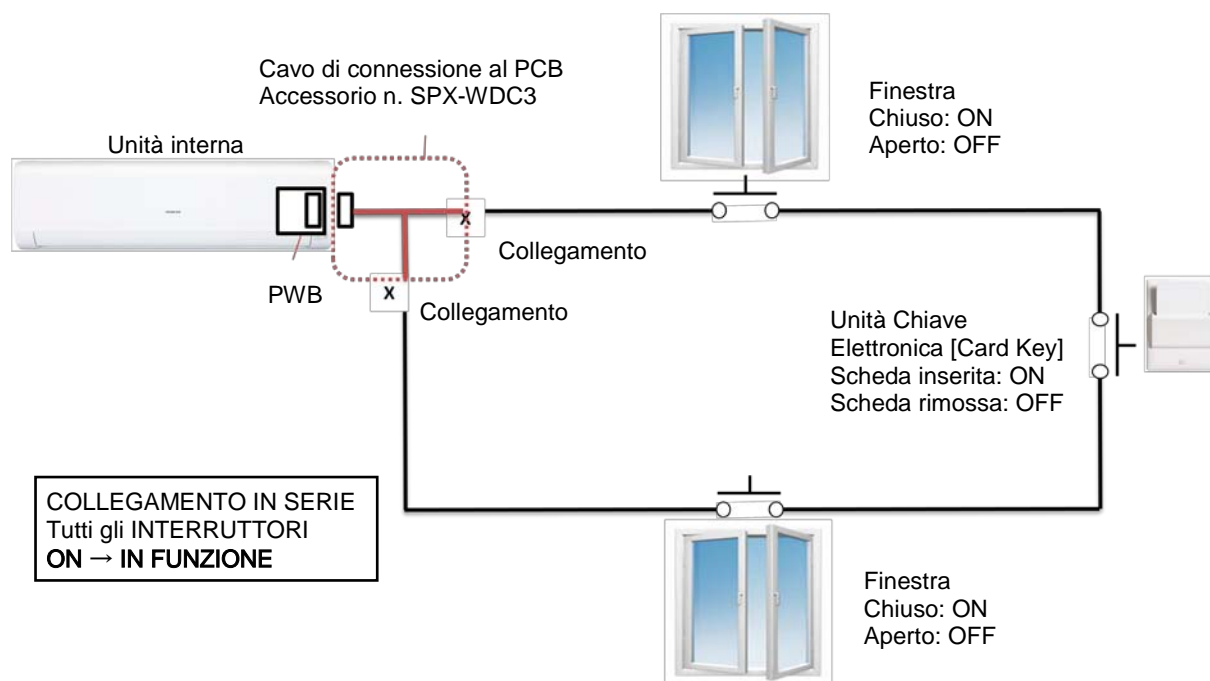 Cavo di connessione al PCB
Accessorio n. SPX-WDC3
Unità interna
PWB
X
Collegamento
X
Collegamento
Finestra
Chiuso: ON
Aperto: OFF
Unità Chiave
Elettronica [Card Key]
Scheda inserita: ON
Scheda rimossa: OFF
COLLEGAMENTO IN SERIE
Tutti gli INTERRUTTORI
ON → IN FUNZIONE
Finestra
Chiuso: ON
Aperto: OFF